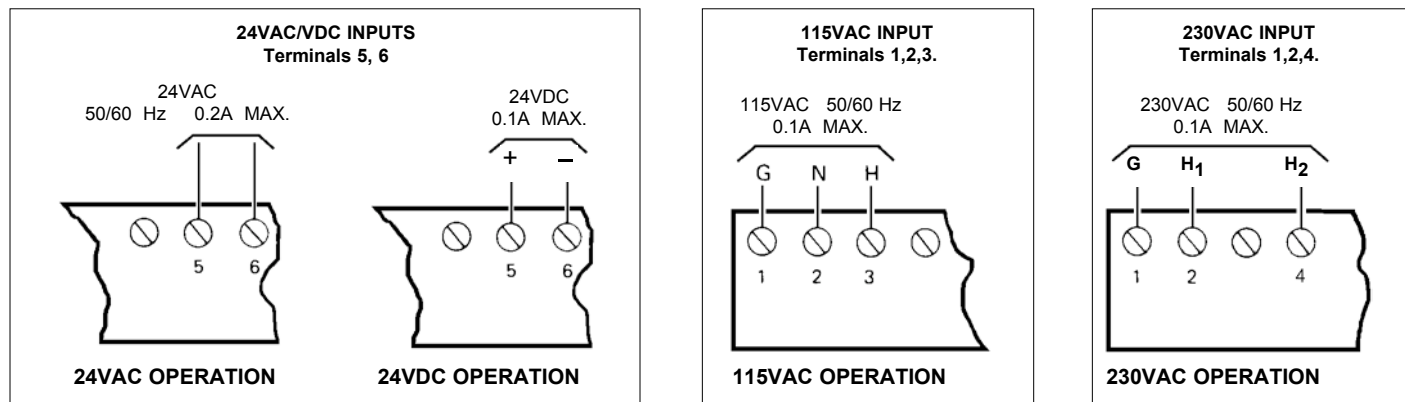 24VAC/VDC INPUTS
Terminals 5, 6
24VAC
50/60 Hz 0.2A MAX.
5 6
24VAC OPERATION
24VDC
0.1A MAX.
+ –
5 6
24VDC OPERATION
115VAC INPUT
Terminals 1,2,3.
115VAC 50/60 Hz
0.1A MAX.
G N H
1 2 3
115VAC OPERATION
230VAC INPUT
Terminals 1,2,4.
230VAC 50/60 Hz
0.1A MAX.
G H1 H2
1 2 4
230VAC OPERATION